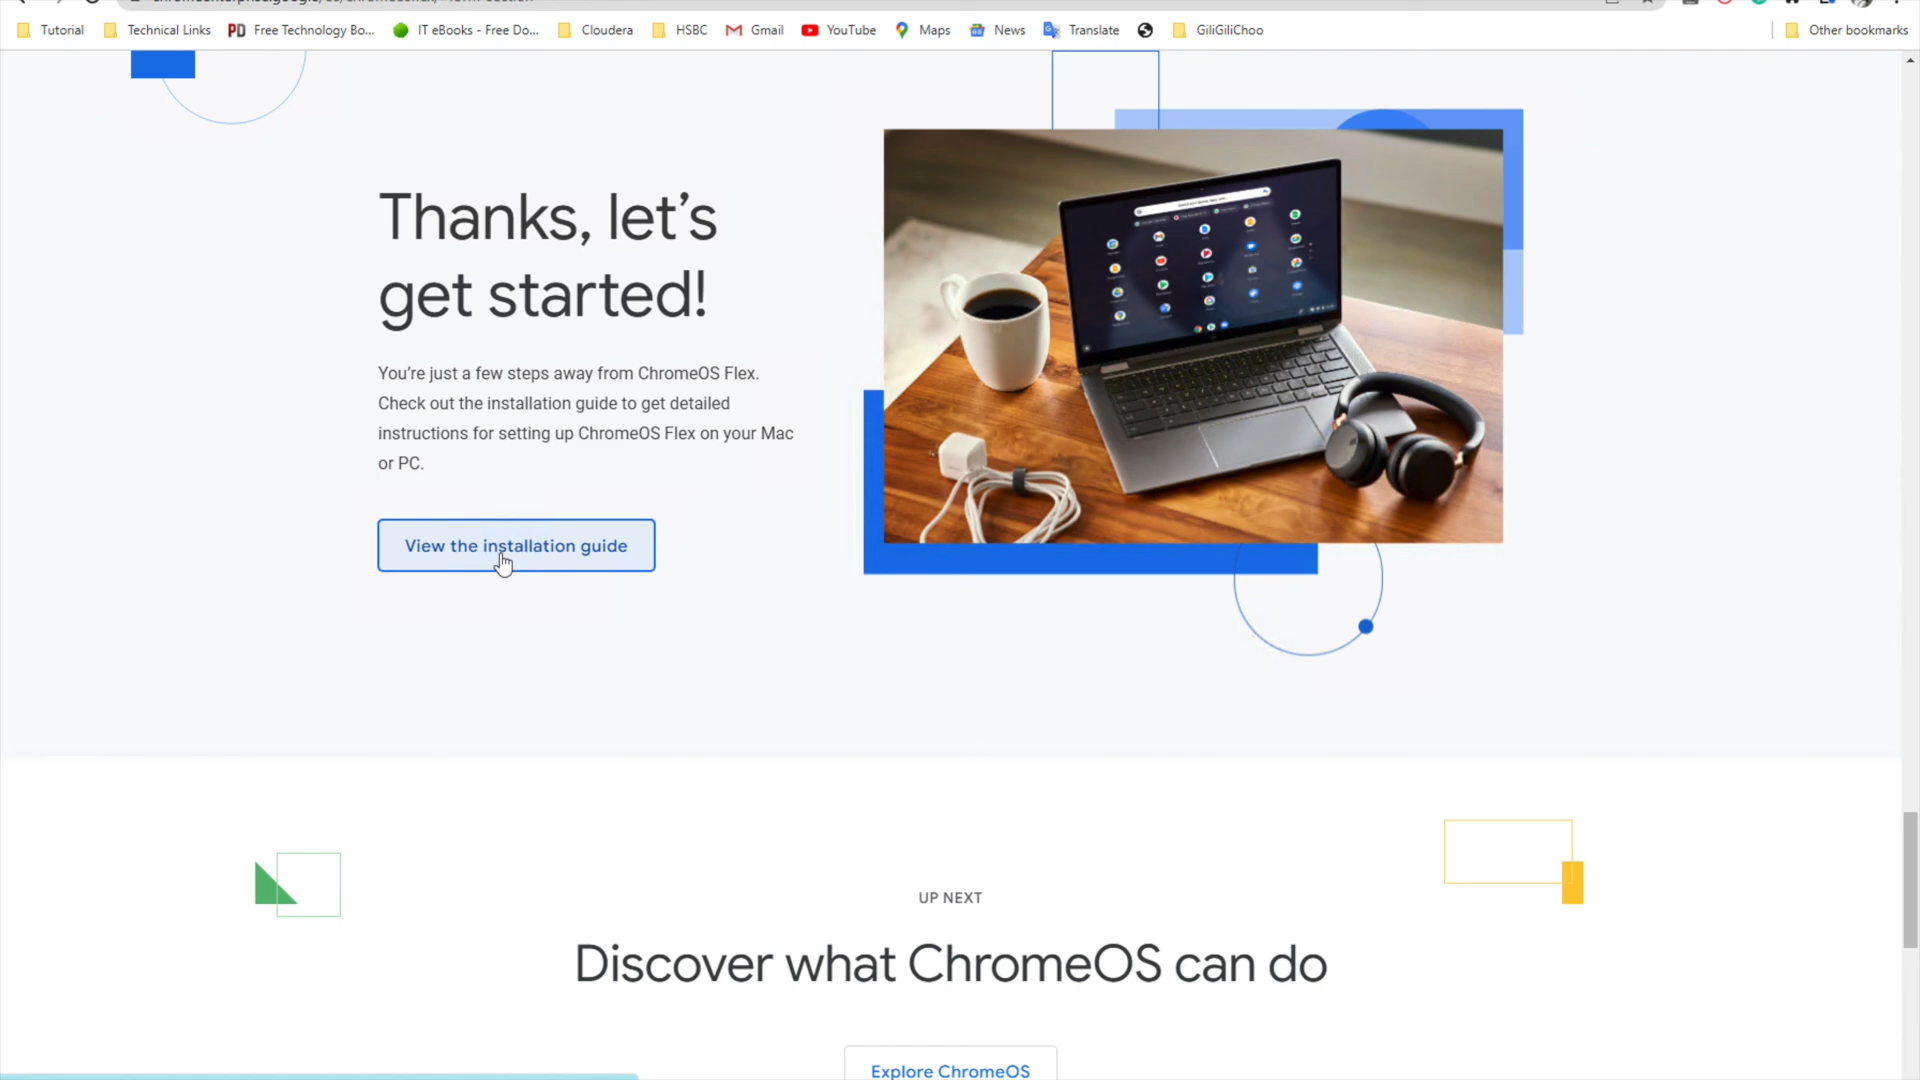 Tutorial Technical Links PD Free Technology Bo... IT eBooks - Free Do... Cloudera HSBC Gmail YouTube Maps News Translate GiliGiliChoo Other bookmarks
Thanks, let's
get started!
You're just a few steps away from ChromeOS Flex.
Check out the installation guide to get detailed
instructions for setting up ChromeOS Flex on your Mac
or PC.
View the installation guide
UP NEXT
Discover what ChromeOS can do
Explore ChromeOS